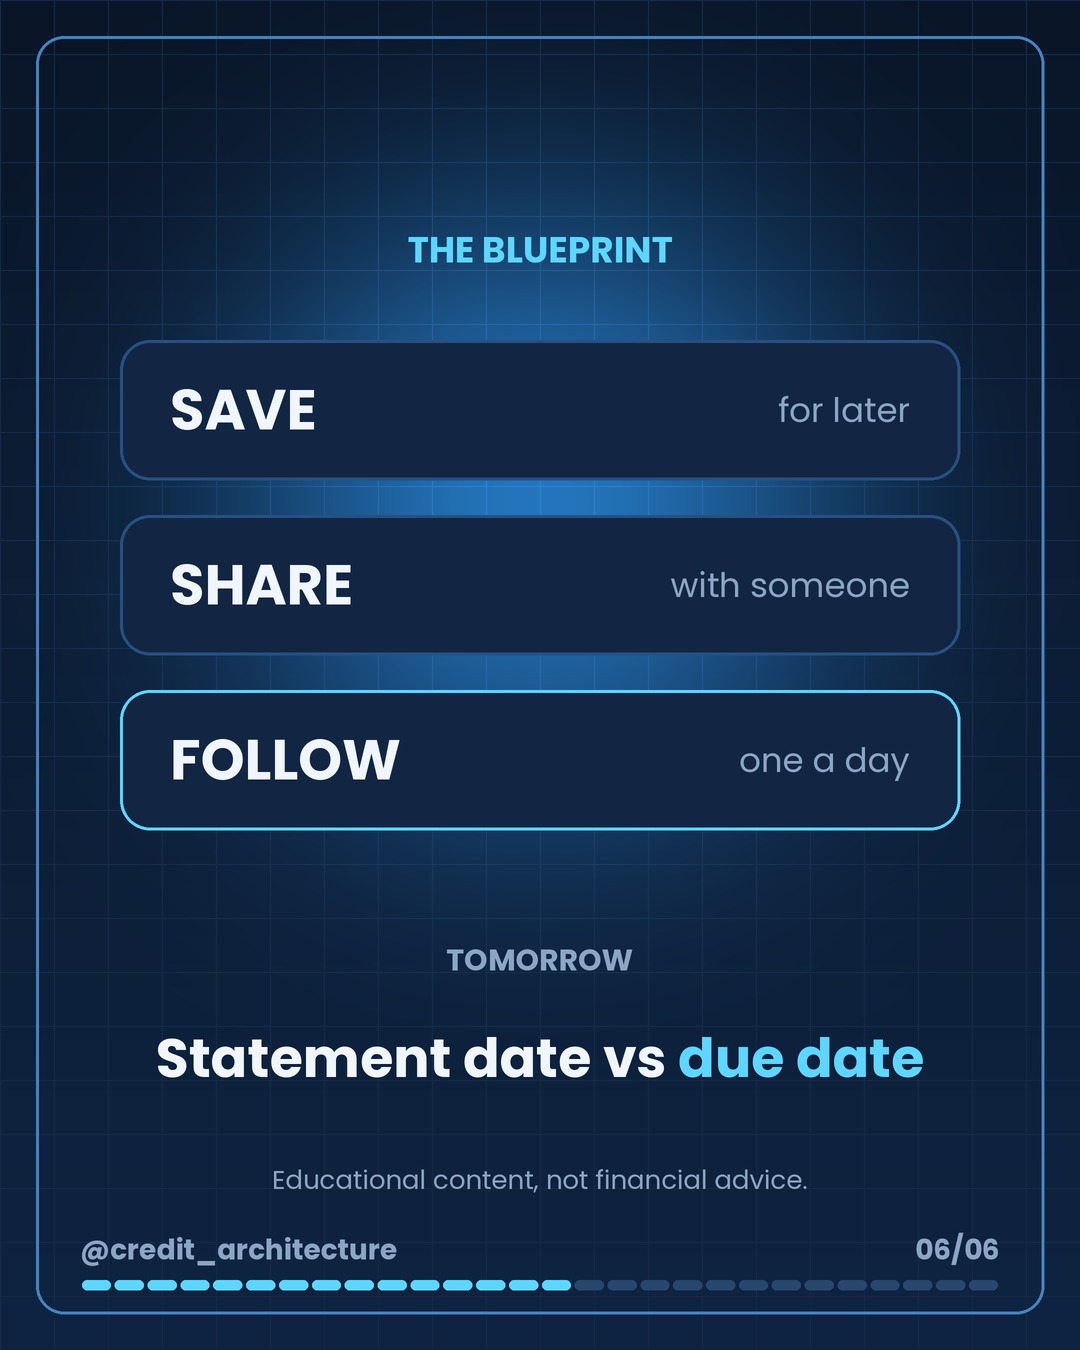 THE BLUEPRINT
SAVE for later
SHARE with someone
FOLLOW one a day
TOMORROW
Statement date vs due date
Educational content, not financial advice.
@credit_architecture 06/06